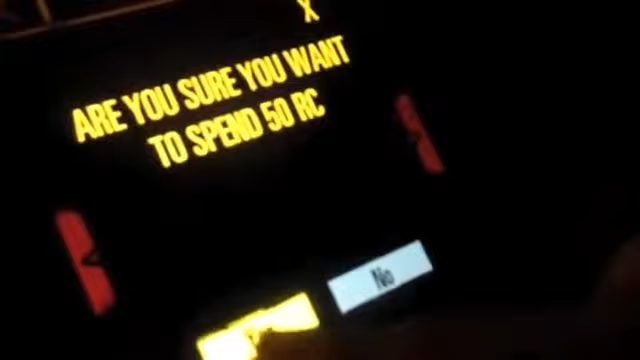 X
ARE YOU SURE YOU WANT
TO SPEND 50 RC
No